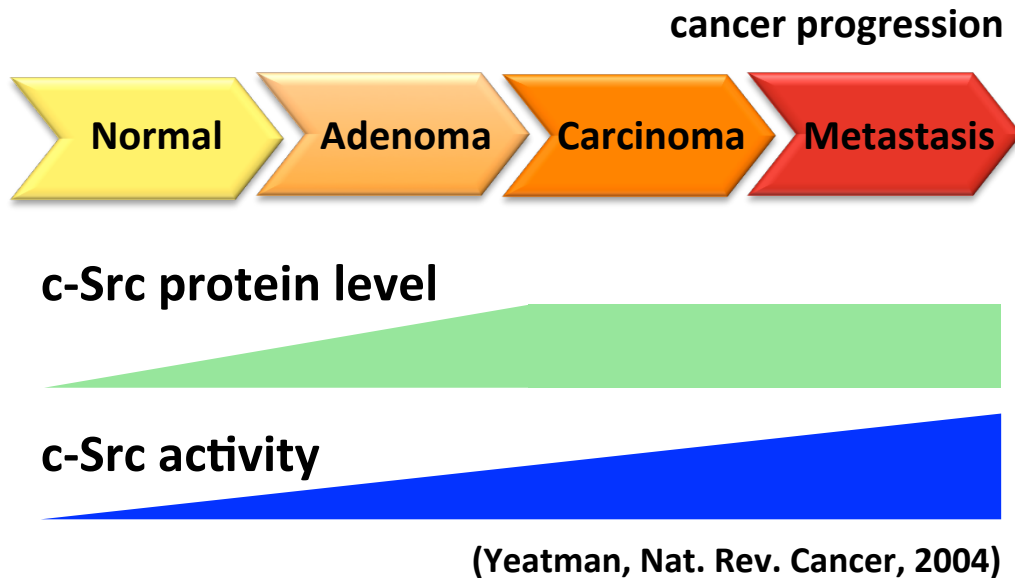 cancer progression
Normal
Adenoma
Carcinoma
Metastasis
c-Src protein level
c-Src activity
(Yeatman, Nat. Rev. Cancer, 2004)